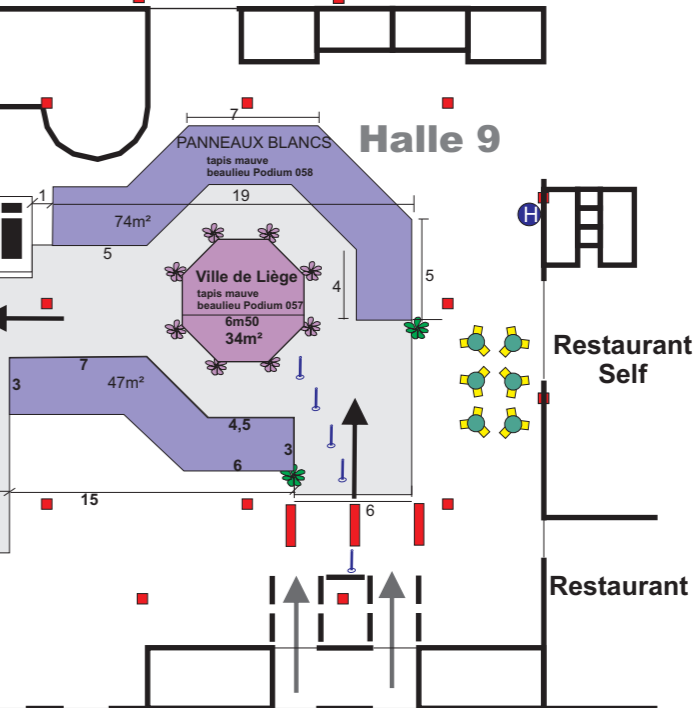 7
PANNEAUX BLANCS
tapis mauve
beaulieu Podium 058
Halle 9
1
19
74m²
H
5
4
5
Ville de Liège
tapis mauve
beaulieu Podium 057
6m50
34m²
Restaurant
Self
7
3
47m²
4,5
3
6
15
6
Restaurant